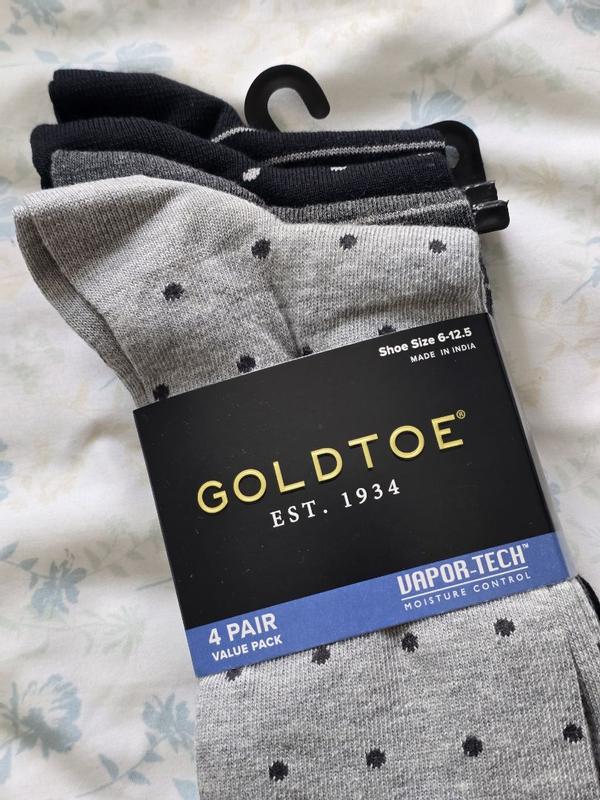 Shoe Size 6-12.5
MADE IN INDIA
GOLDTOE®
EST. 1934
VAPOR-TECH™
MOISTURE CONTROL
4 PAIR
VALUE PACK